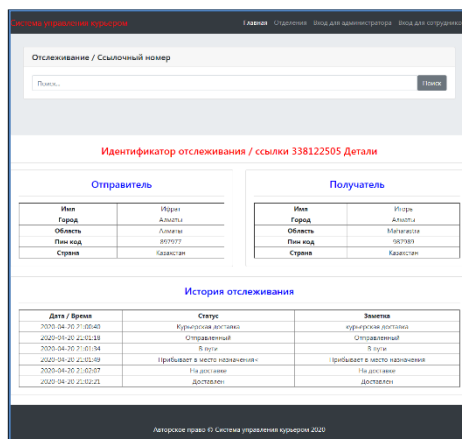 Система управления курьером Главная Отделения Вход для администратора Вход для сотрудников
Отслеживание / Ссылочный номер
Поиск... Поиск
Идентификатор отслеживания / ссылки 338122505 Детали
Отправитель Получатель
Имя Ифрах Имя Игорь
Город Алматы Город Алматы
Область Алматы Область Maharastra
Пин код 897977 Пин код 987989
Страна Казахстан Страна Казахстан
История отслеживания
Дата / Время Статус Заметка
2020-04-20 21:00:40 Курьерская доставка курьерская доставка
2020-04-20 21:01:18 Отправленный Отправленный
2020-04-20 21:01:34 В пути В пути
2020-04-20 21:01:49 Прибывает в место назначения Прибывает в место назначения
2020-04-20 21:02:07 На доставке На доставке
2020-04-20 21:02:21 Доставлен Доставлен
Авторское право © Система управления курьером 2020